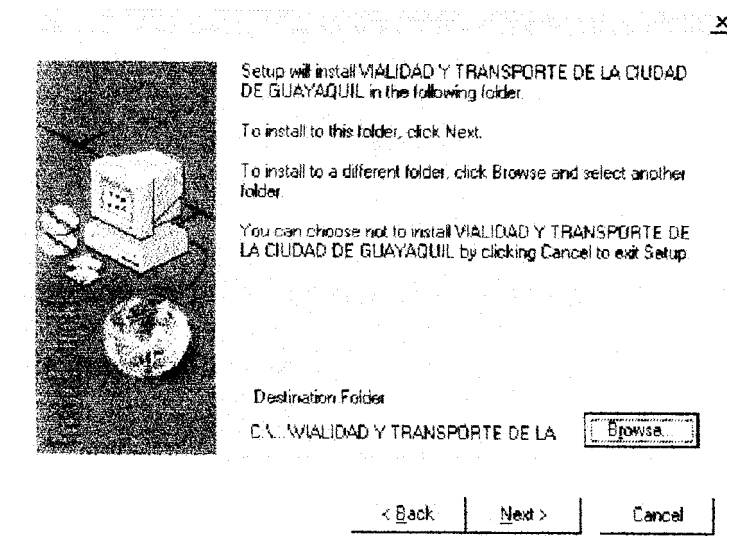 x
Setup will install VIALIDAD Y TRANSPORTE DE LA CIUDAD
DE GUAYAQUIL in the following folder.
To install to this folder, click Next.
To install to a different folder, click Browse and select another
folder.
You can choose not to install VIALIDAD Y TRANSPORTE DE
LA CIUDAD DE GUAYAQUIL by clicking Cancel to exit Setup.
Destination Folder
C:\...\VIALIDAD Y TRANSPORTE DE LA
Browse...
< Back
Next >
Cancel